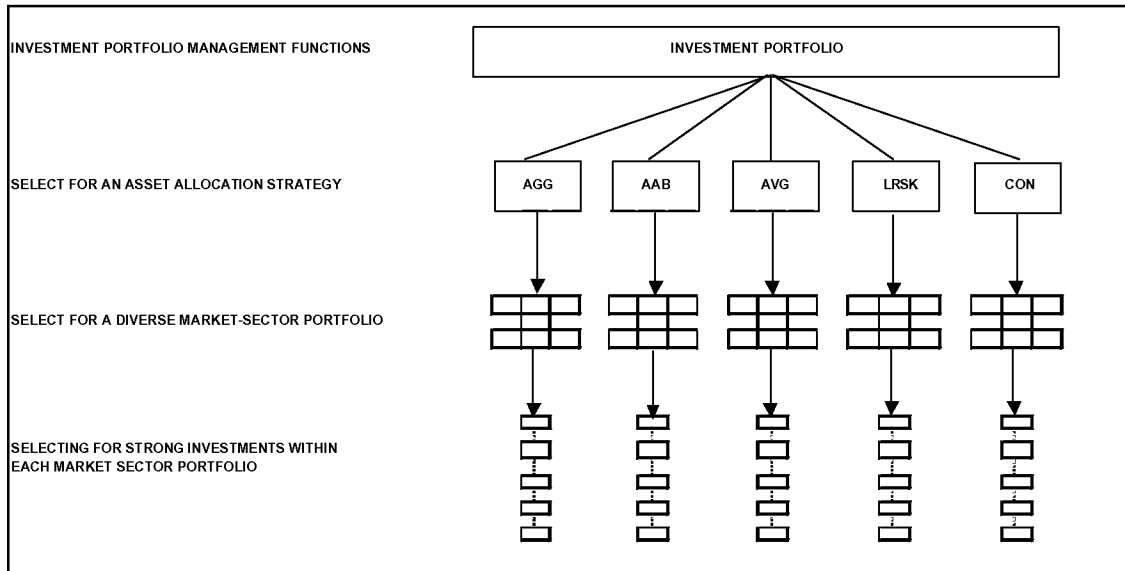 INVESTMENT PORTFOLIO MANAGEMENT FUNCTIONS
INVESTMENT PORTFOLIO
SELECT FOR AN ASSET ALLOCATION STRATEGY
AGG
AAB
AVG
LRSK
CON
SELECT FOR A DIVERSE MARKET-SECTOR PORTFOLIO
SELECTING FOR STRONG INVESTMENTS WITHIN
EACH MARKET SECTOR PORTFOLIO